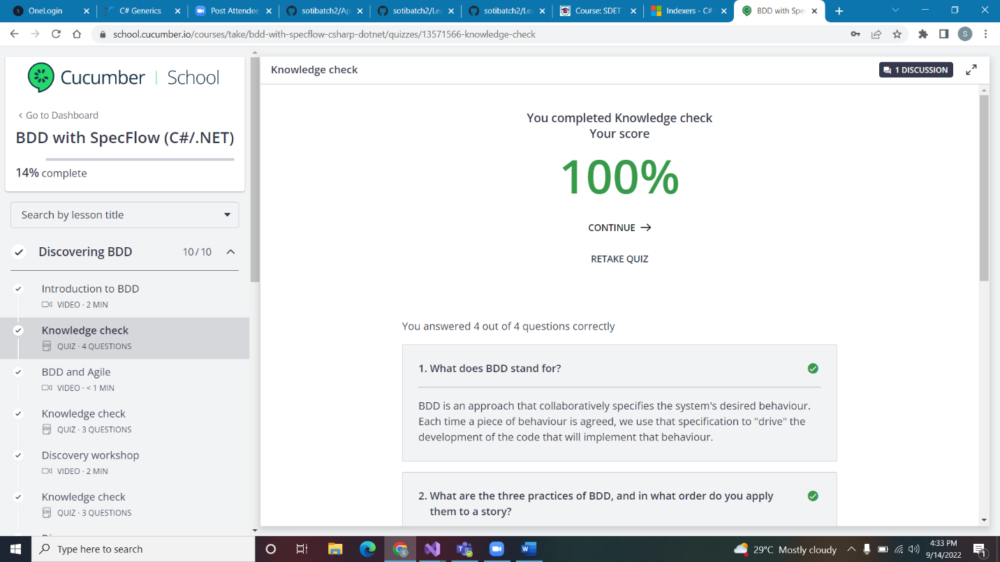 OneLogin
C# Generics
Post Attendee
sotibatch2/Ap
sotibatch2/Lea
sotibatch2/Le
Course: SDET
Indexers - C#
BDD with Spe
school.cucumber.io/courses/take/bdd-with-specflow-csharp-dotnet/quizzes/13571566-knowledge-check
S
Cucumber | School
< Go to Dashboard
BDD with SpecFlow (C#/.NET)
14% complete
Search by lesson title
Discovering BDD 10 / 10
Introduction to BDD
VIDEO · 2 MIN
Knowledge check
QUIZ · 4 QUESTIONS
BDD and Agile
VIDEO · < 1 MIN
Knowledge check
QUIZ · 3 QUESTIONS
Discovery workshop
VIDEO · 2 MIN
Knowledge check
QUIZ · 3 QUESTIONS
Knowledge check
1 DISCUSSION
You completed Knowledge check
Your score
100%
CONTINUE →
RETAKE QUIZ
You answered 4 out of 4 questions correctly
1. What does BDD stand for?
BDD is an approach that collaboratively specifies the system's desired behaviour.
Each time a piece of behaviour is agreed, we use that specification to "drive" the
development of the code that will implement that behaviour.
2. What are the three practices of BDD, and in what order do you apply
them to a story?
Type here to search
29°C Mostly cloudy
4:33 PM
9/14/2022
1